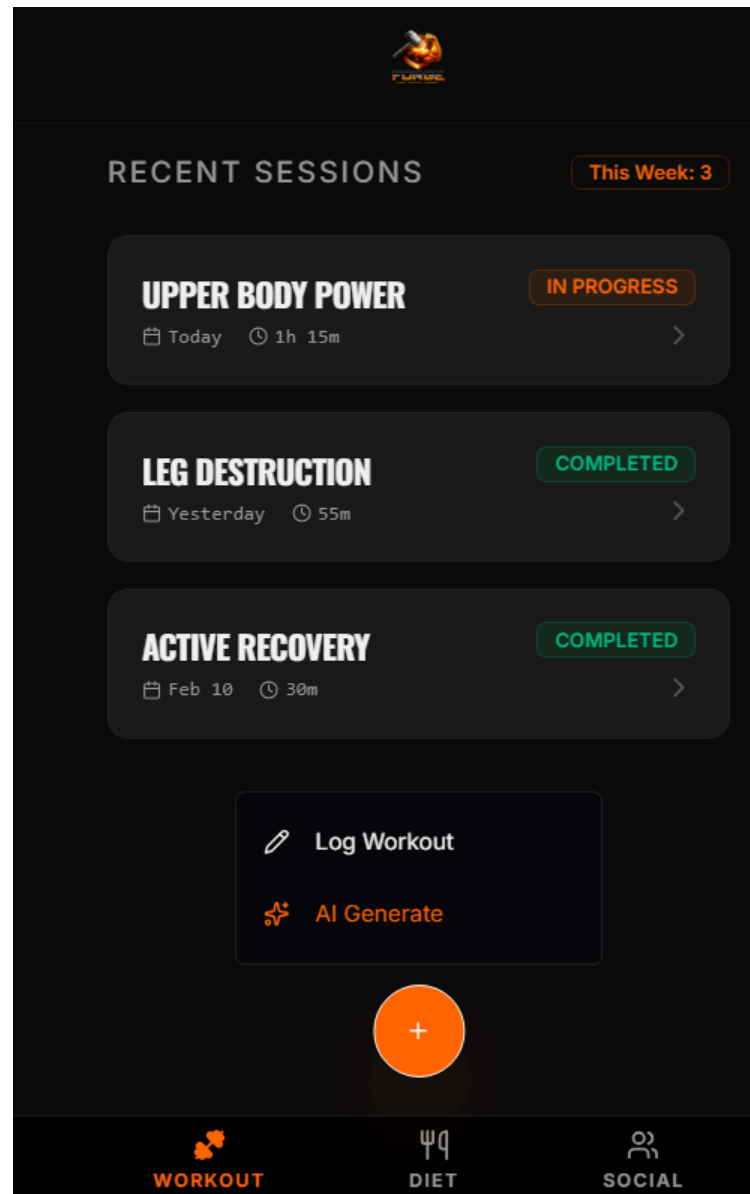 FORGE
RECENT SESSIONS
This Week: 3
UPPER BODY POWER
IN PROGRESS
Today 1h 15m
LEG DESTRUCTION
COMPLETED
Yesterday 55m
ACTIVE RECOVERY
COMPLETED
Feb 10 30m
Log Workout
AI Generate
+
WORKOUT
DIET
SOCIAL